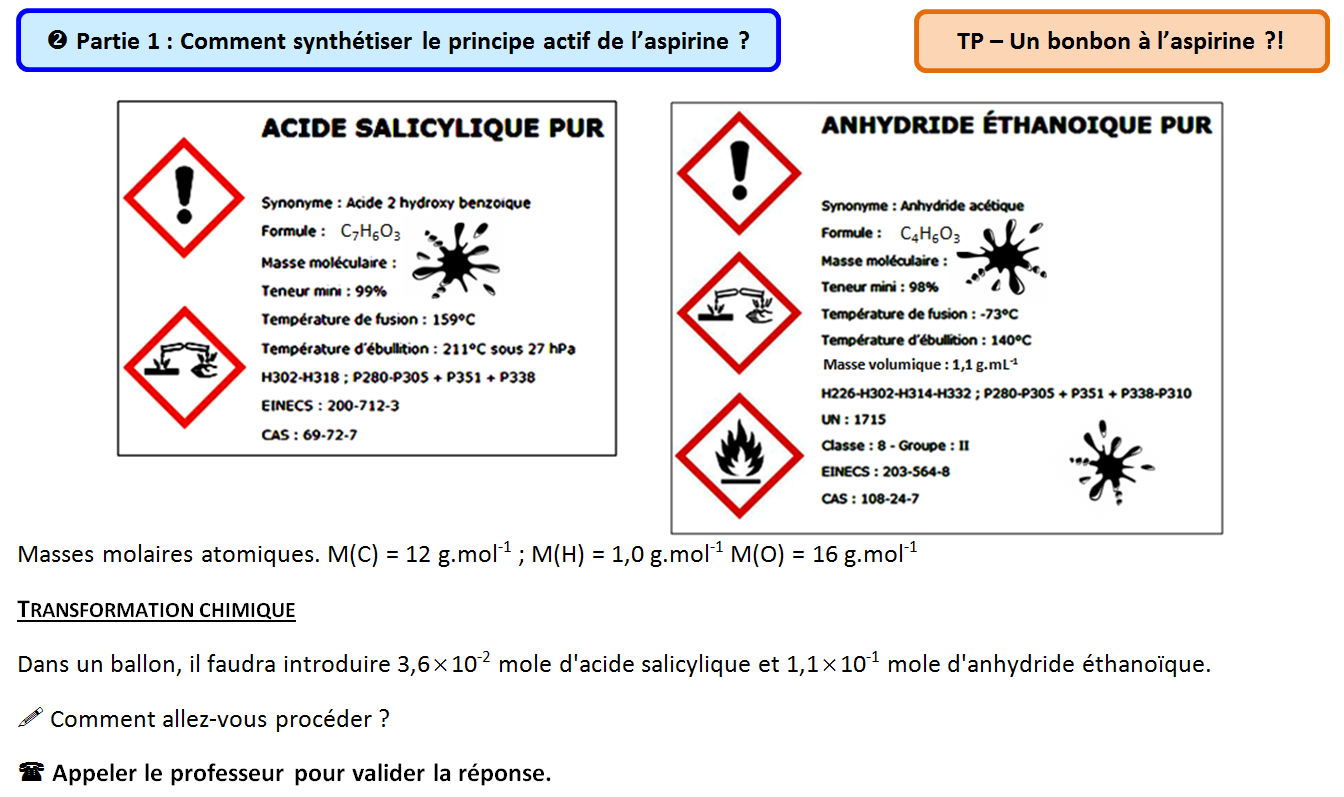 ❷ Partie 1 : Comment synthétiser le principe actif de l’aspirine ?
TP – Un bonbon à l’aspirine ?!
ACIDE SALICYLIQUE PUR
Synonyme : Acide 2 hydroxy benzoïque
Formule : C₇H₆O₃
Masse moléculaire :
Teneur mini : 99%
Température de fusion : 159°C
Température d'ébullition : 211°C sous 27 hPa
H302-H318 ; P280-P305 + P351 + P338
EINECS : 200-712-3
CAS : 69-72-7
ANHYDRIDE ÉTHANOIQUE PUR
Synonyme : Anhydride acétique
Formule : C₄H₆O₃
Masse moléculaire :
Teneur mini : 98%
Température de fusion : -73°C
Température d'ébullition : 140°C
Masse volumique : 1,1 g.mL⁻¹
H226-H302-H314-H332 ; P280-P305 + P351 + P338-P310
UN : 1715
Classe : 8 - Groupe : II
EINECS : 203-564-8
CAS : 108-24-7
Masses molaires atomiques. M(C) = 12 g.mol⁻¹ ; M(H) = 1,0 g.mol⁻¹ M(O) = 16 g.mol⁻¹
TRANSFORMATION CHIMIQUE
Dans un ballon, il faudra introduire 3,6×10⁻² mole d'acide salicylique et 1,1×10⁻¹ mole d'anhydride éthanoïque.
Comment allez-vous procéder ?
☎ Appeler le professeur pour valider la réponse.